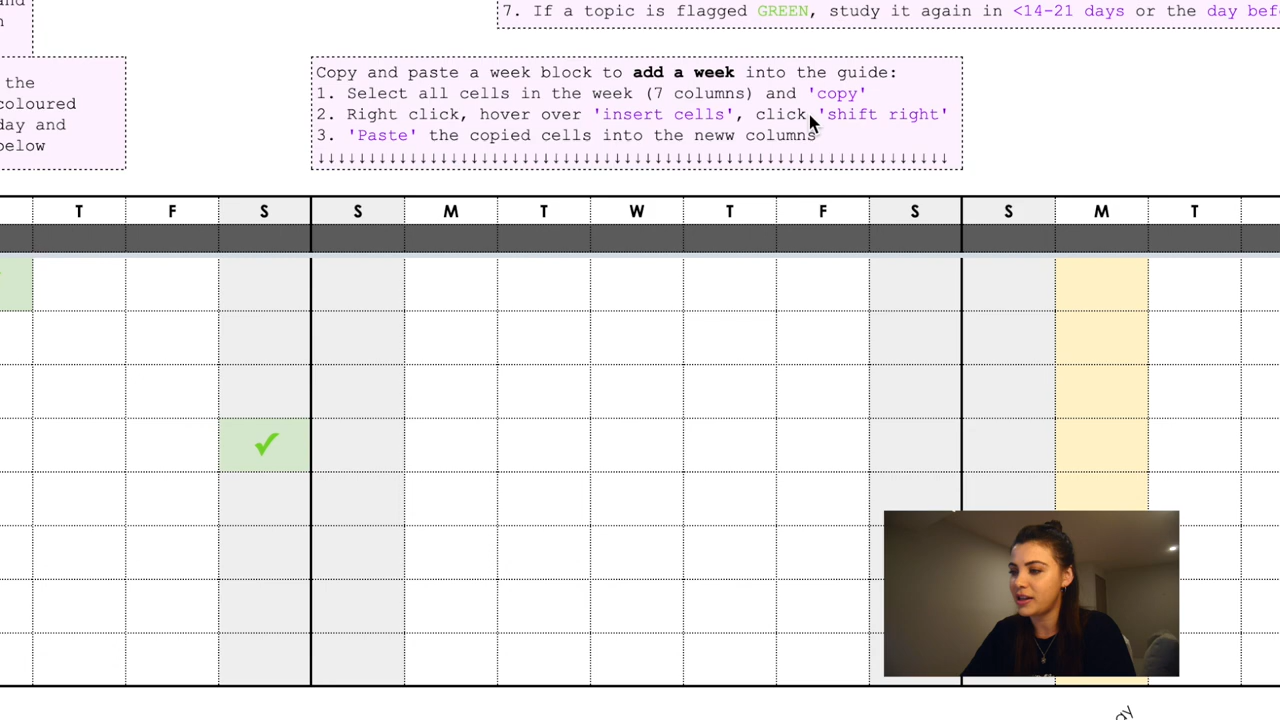 and
7. If a topic is flagged GREEN, study it again in <14-21 days or the day
the
coloured
day and
below
Copy and paste a week block to add a week into the guide:
1. Select all cells in the week (7 columns) and 'copy'
2. Right click, hover over 'insert cells', click 'shift right'
3. 'Paste' the copied cells into the neww columns
↓↓↓↓↓↓↓↓↓↓↓↓↓↓↓↓↓↓↓↓↓↓↓↓↓↓↓↓↓↓↓↓↓↓↓↓↓↓↓↓↓↓↓↓↓↓↓↓↓↓↓↓↓↓↓↓↓↓↓↓↓↓
T F S S M T W T F S S M T
✓